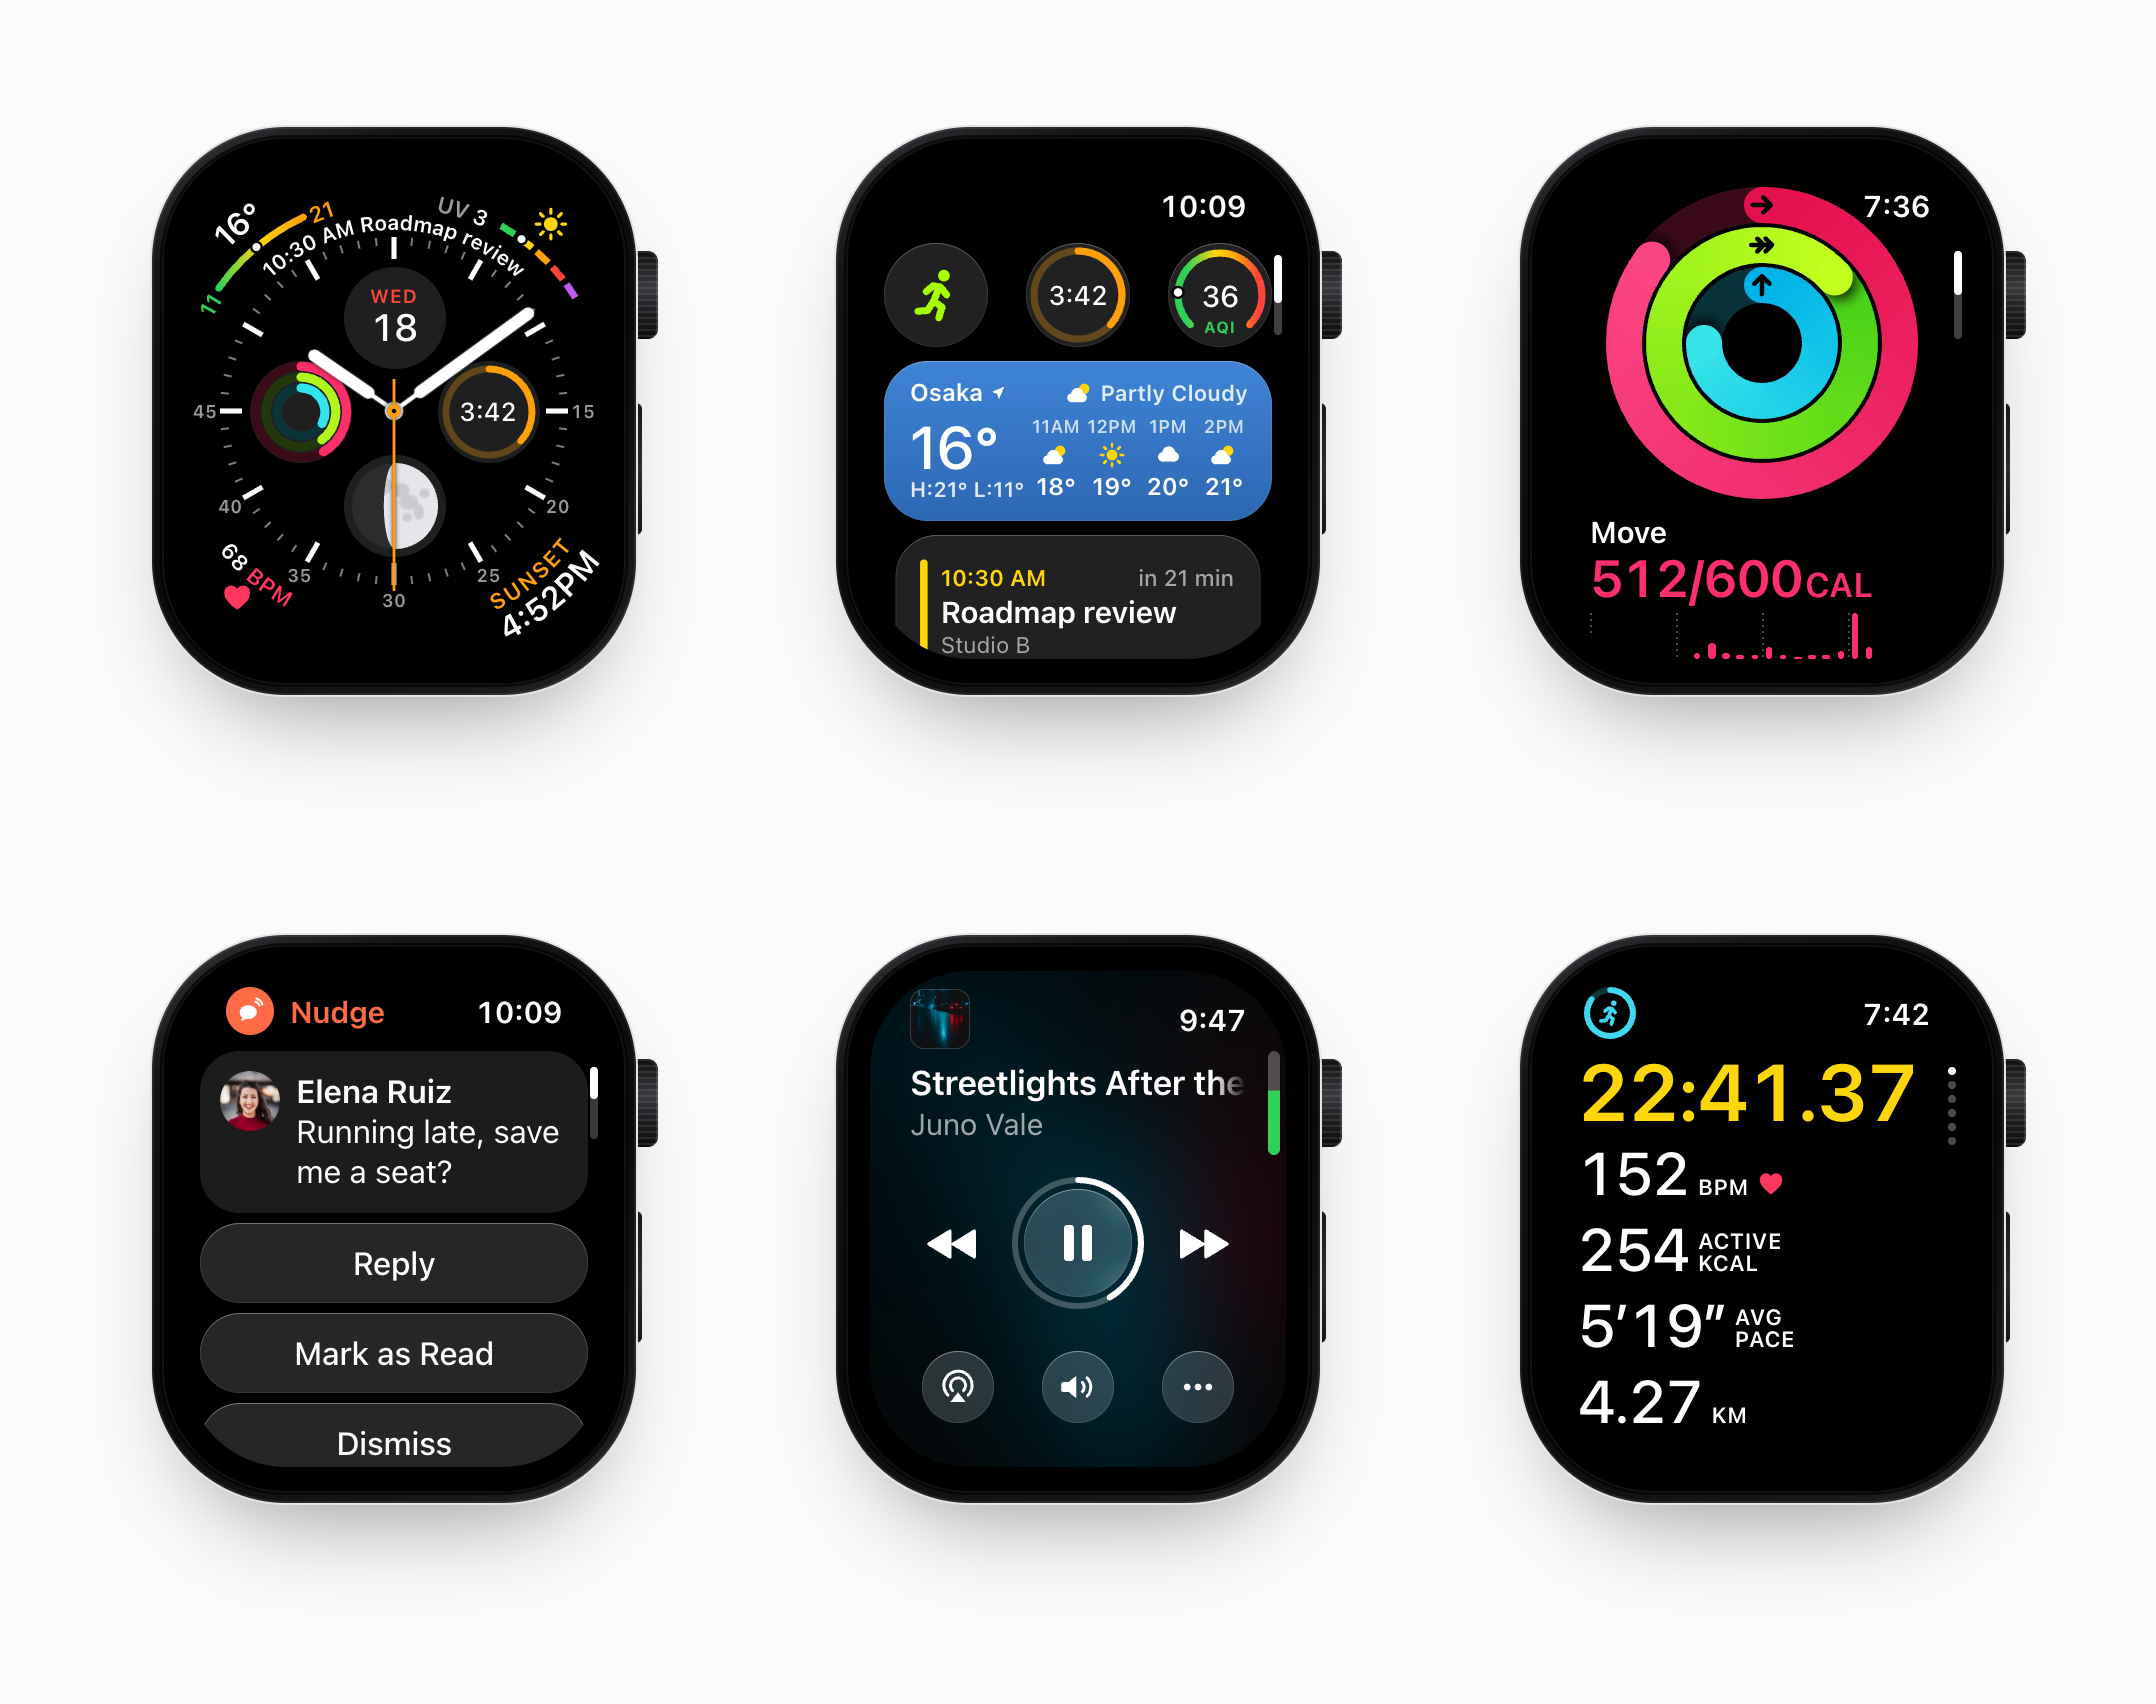 16°
11
21
10:30 AM Roadmap review
UV 3
WED
18
3:42
45
15
40
20
35
25
30
68 BPM
SUNSET
4:52PM
10:09
3:42
36
AQI
Osaka
Partly Cloudy
16°
11AM 12PM 1PM 2PM
H:21° L:11°
18° 19° 20° 21°
10:30 AM
in 21 min
Roadmap review
Studio B
7:36
Move
512/600CAL
Nudge
10:09
Elena Ruiz
Running late, save
me a seat?
Reply
Mark as Read
Dismiss
9:47
Streetlights After the
Juno Vale
7:42
22:41.37
152 BPM
254 ACTIVE
KCAL
5'19" AVG
PACE
4.27 KM